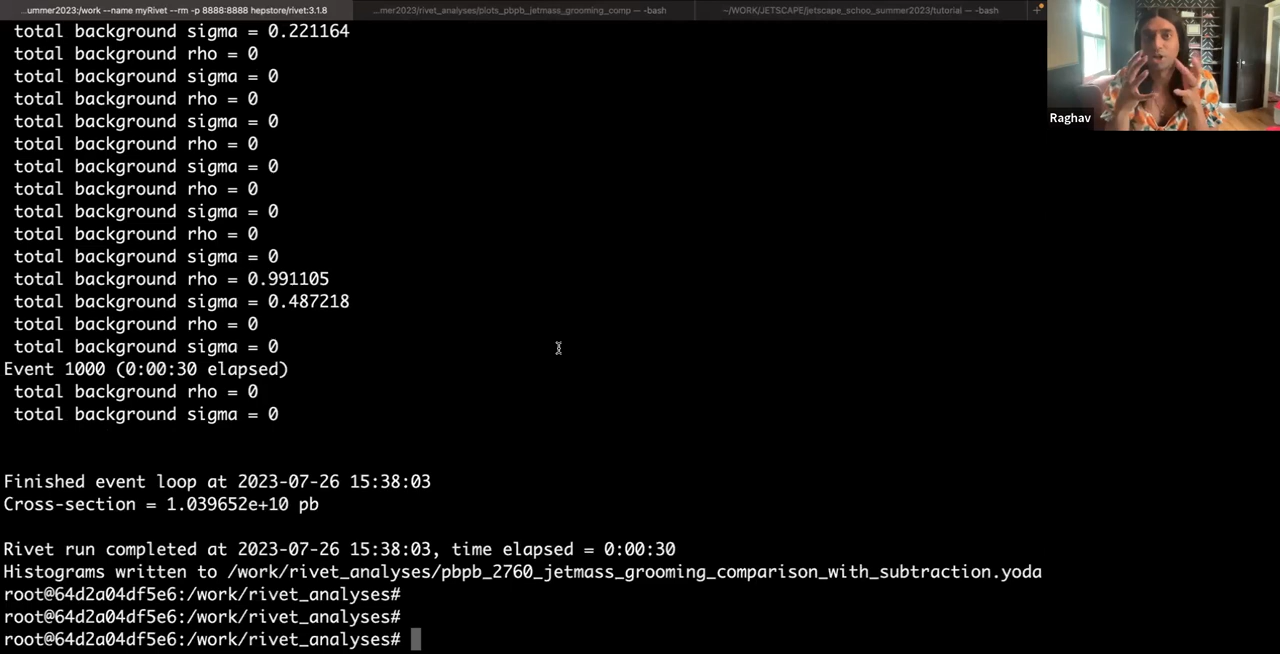 ...ummer2023:/work --name myRivet --rm -p 8888:8888 hepstore/rivet:3.1.8
...mer2023/rivet_analyses/plots_pbpb_jetmass_grooming_comp — -bash
~/WORK/JETSCAPE/jetscape_schoo_summer2023/tutorial — -bash
+
total background sigma = 0.221164
total background rho = 0
total background sigma = 0
total background rho = 0
total background sigma = 0
total background rho = 0
total background sigma = 0
total background rho = 0
total background sigma = 0
total background rho = 0
total background sigma = 0
total background rho = 0.991105
total background sigma = 0.487218
total background rho = 0
total background sigma = 0
Event 1000 (0:00:30 elapsed)
total background rho = 0
total background sigma = 0
Finished event loop at 2023-07-26 15:38:03
Cross-section = 1.039652e+10 pb
Rivet run completed at 2023-07-26 15:38:03, time elapsed = 0:00:30
Histograms written to /work/rivet_analyses/pbpb_2760_jetmass_grooming_comparison_with_subtraction.yoda
root@64d2a04df5e6:/work/rivet_analyses#
root@64d2a04df5e6:/work/rivet_analyses#
root@64d2a04df5e6:/work/rivet_analyses#
Raghav